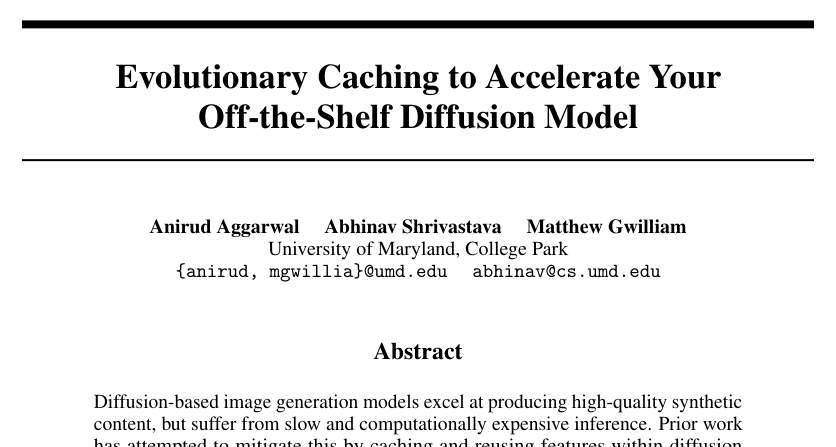 Evolutionary Caching to Accelerate Your
Off-the-Shelf Diffusion Model
Anirud Aggarwal Abhinav Shrivastava Matthew Gwilliam
University of Maryland, College Park
{anirud, mgwillia}@umd.edu abhinav@cs.umd.edu
Abstract
Diffusion-based image generation models excel at producing high-quality synthetic
content, but suffer from slow and computationally expensive inference. Prior work
has attempted to mitigate this by caching and reusing features within diffusion